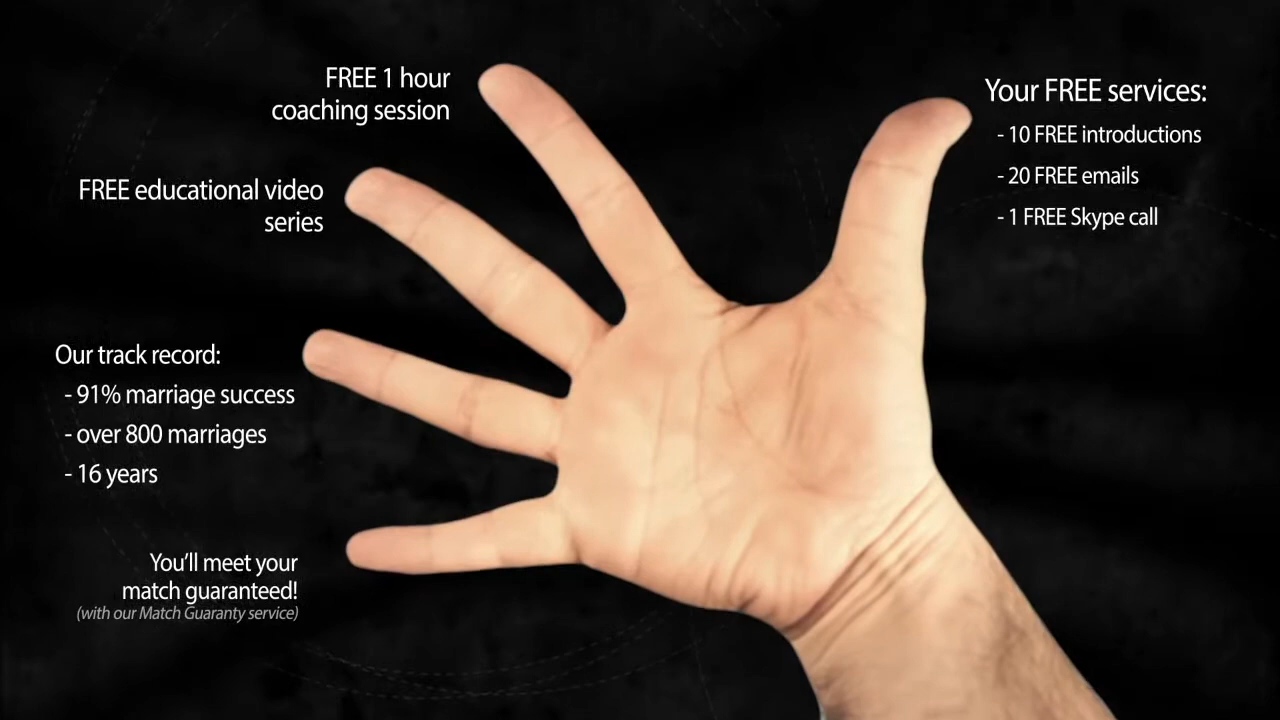 FREE 1 hour
coaching session
FREE educational video
series
Our track record:
- 91% marriage success
- over 800 marriages
- 16 years
You'll meet your
match guaranteed!
(with our Match Guaranty service)
Your FREE services:
- 10 FREE introductions
- 20 FREE emails
- 1 FREE Skype call